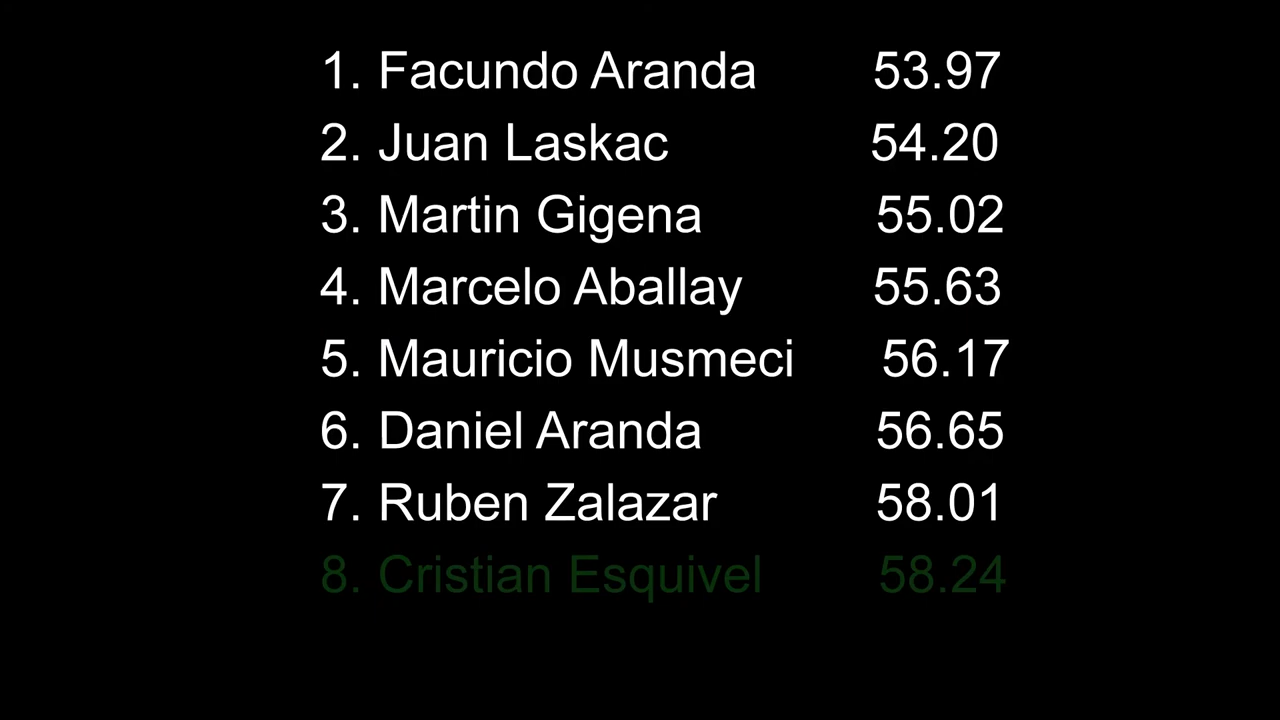 1. Facundo Aranda 53.97
2. Juan Laskac 54.20
3. Martin Gigena 55.02
4. Marcelo Aballay 55.63
5. Mauricio Musmeci 56.17
6. Daniel Aranda 56.65
7. Ruben Zalazar 58.01
8. Cristian Esquivel 58.24